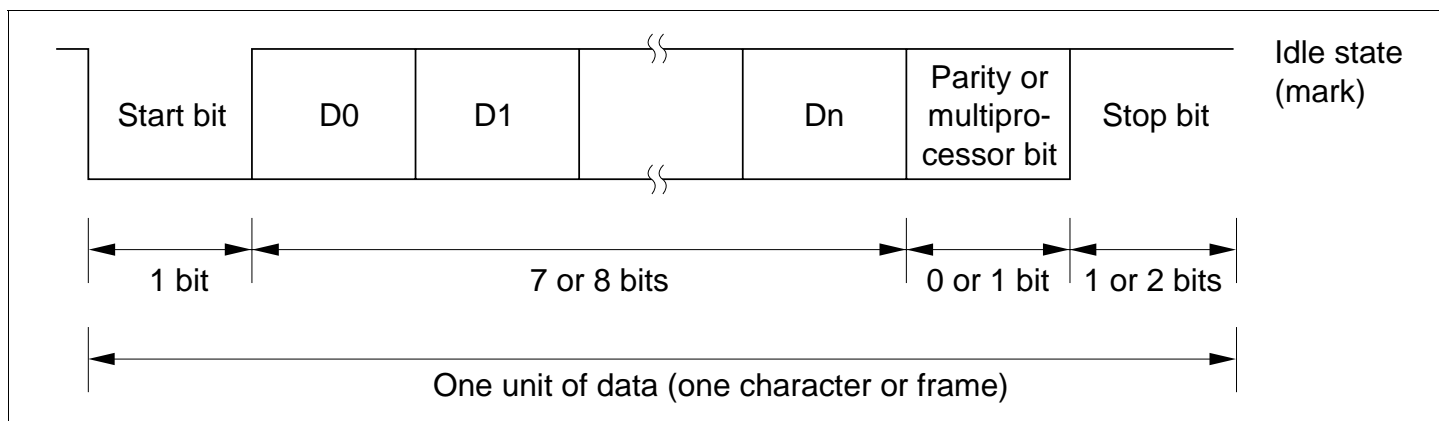 Start bit
D0
D1
Dn
Parity or
multipro-
cessor bit
Stop bit
Idle state
(mark)
1 bit
7 or 8 bits
0 or 1 bit
1 or 2 bits
One unit of data (one character or frame)